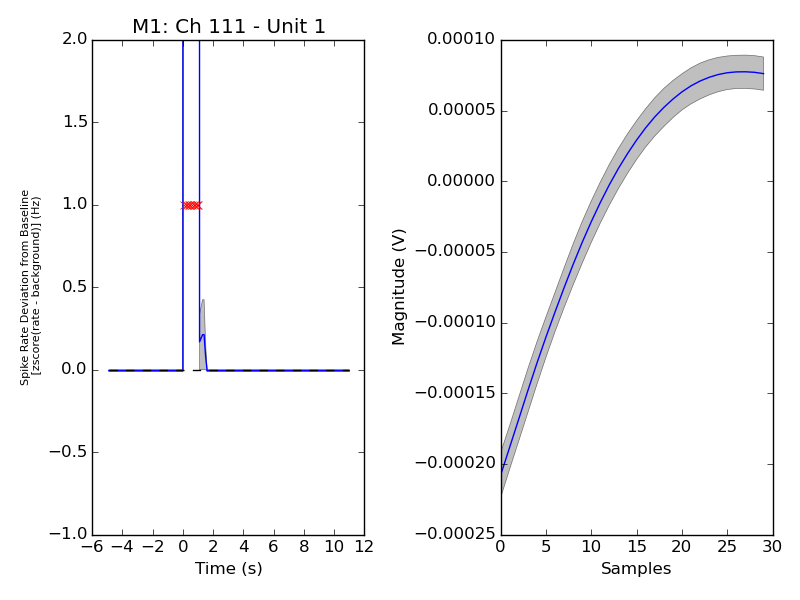 M1: Ch 111 - Unit 1
2.0
1.5
1.0
0.5
0.0
−0.5
−1.0
Spike Rate Deviation from Baseline
[zscore(rate - background)] (Hz)
−6 −4 −2 0 2 4 6 8 10 12
Time (s)
0.00010
0.00005
0.00000
−0.00005
−0.00010
−0.00015
−0.00020
−0.00025
Magnitude (V)
0 5 10 15 20 25 30
Samples